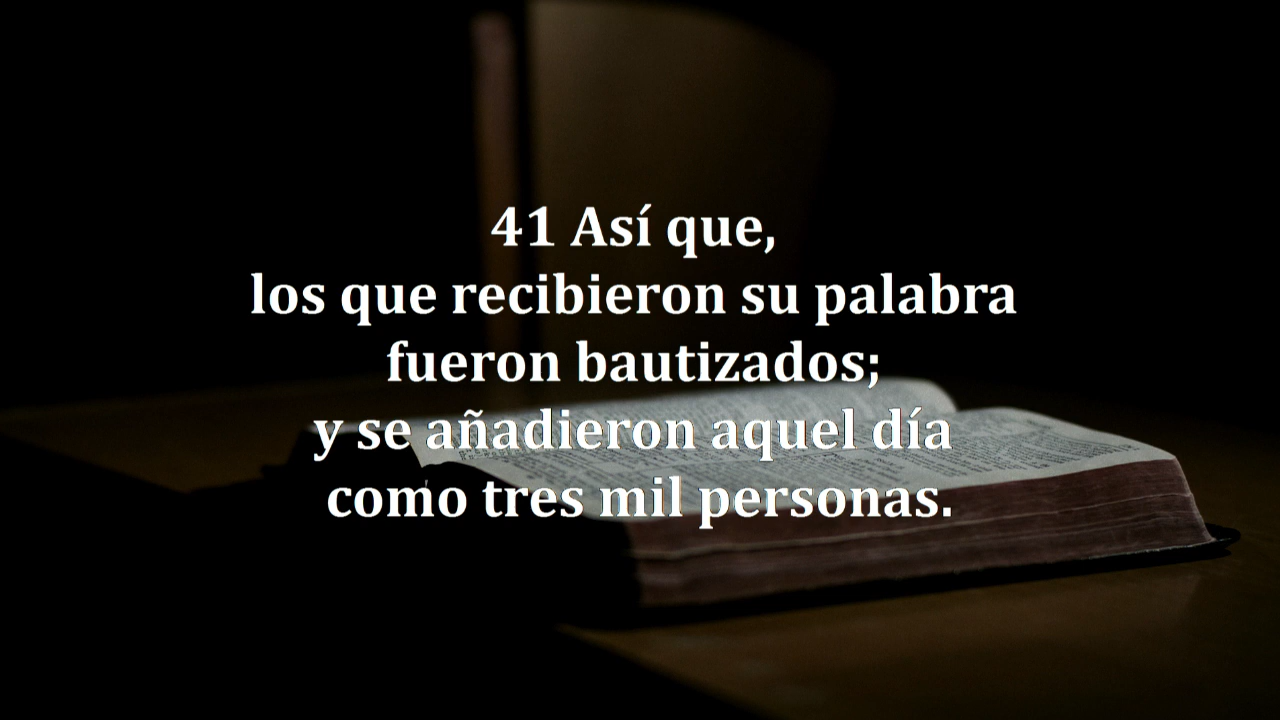 41 Así que,
los que recibieron su palabra
fueron bautizados;
y se añadieron aquel día
como tres mil personas.